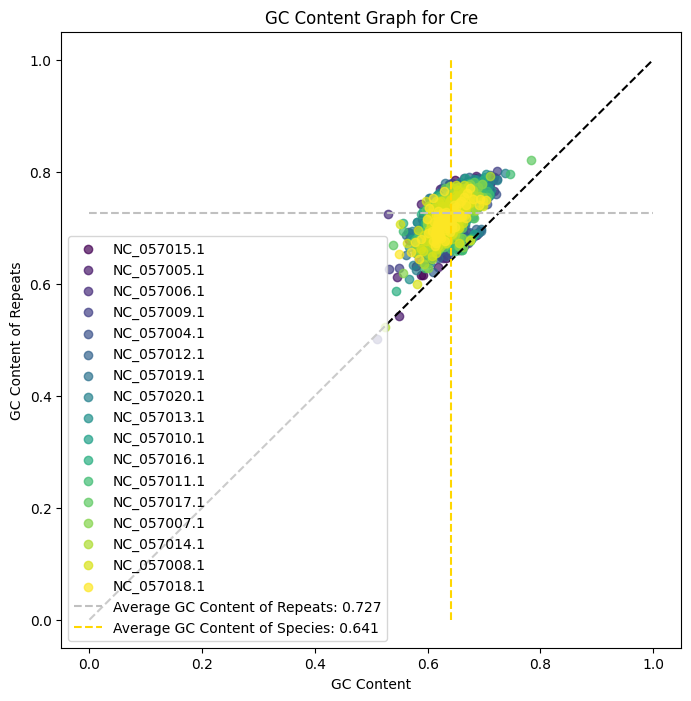 GC Content Graph for Cre
1.0
0.8
0.6
0.4
0.2
0.0
GC Content of Repeats
NC_057015.1
NC_057005.1
NC_057006.1
NC_057009.1
NC_057004.1
NC_057012.1
NC_057019.1
NC_057020.1
NC_057013.1
NC_057010.1
NC_057016.1
NC_057011.1
NC_057017.1
NC_057007.1
NC_057014.1
NC_057008.1
NC_057018.1
Average GC Content of Repeats: 0.727
Average GC Content of Species: 0.641
0.0 0.2 0.4 0.6 0.8 1.0
GC Content